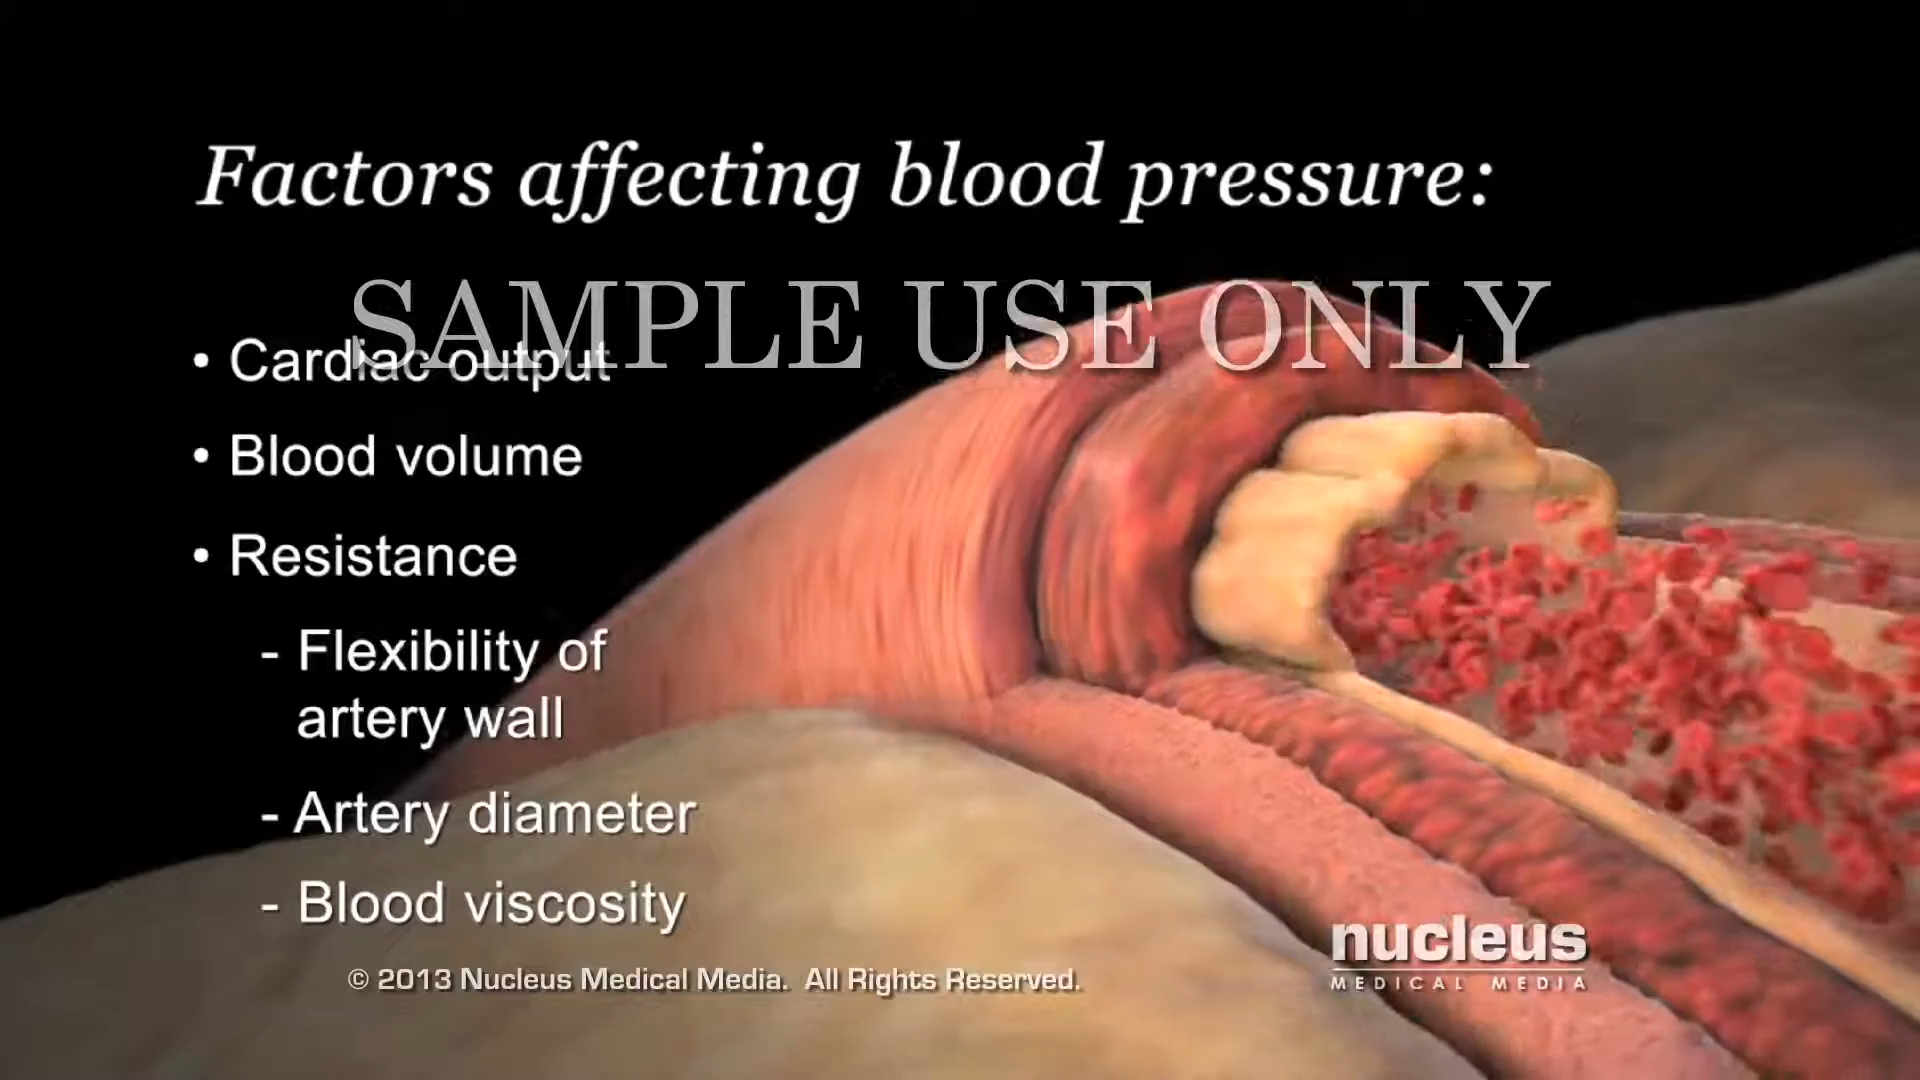 Factors affecting blood pressure:
SAMPLE USE ONLY
• Cardiac output
• Blood volume
• Resistance
- Flexibility of
artery wall
- Artery diameter
- Blood viscosity
© 2013 Nucleus Medical Media. All Rights Reserved.
nucleus
MEDICAL MEDIA